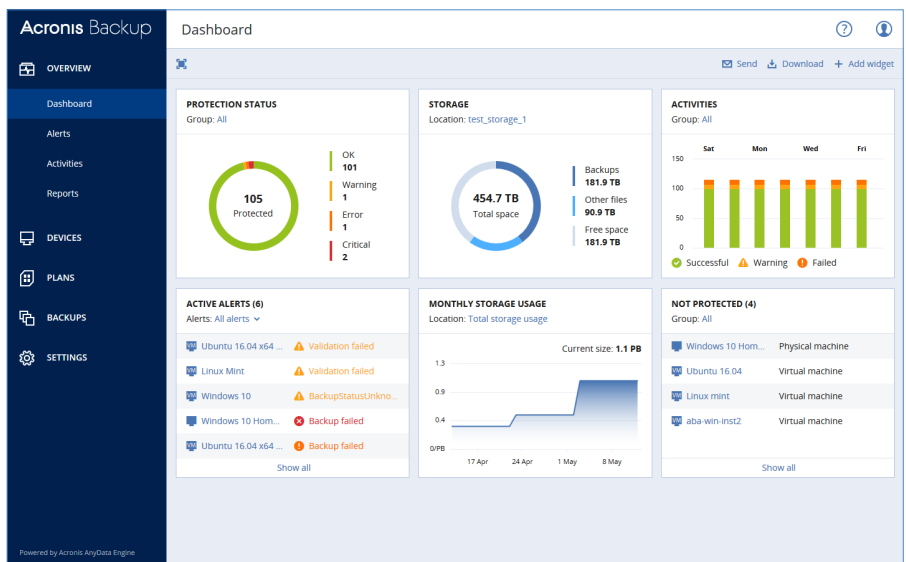 Acronis Backup
Dashboard
OVERVIEW
Dashboard
Alerts
Activities
Reports
DEVICES
PLANS
BACKUPS
SETTINGS
Powered by Acronis AnyData Engine
Send Download + Add widget
PROTECTION STATUS
Group: All
105
Protected
OK
101
Warning
1
Error
1
Critical
2
STORAGE
Location: test_storage_1
454.7 TB
Total space
Backups
181.9 TB
Other files
90.9 TB
Free space
181.9 TB
ACTIVITIES
Group: All
Sat Mon Wed Fri
150
100
50
0
Successful Warning Failed
ACTIVE ALERTS (6)
Alerts: All alerts
VM Ubuntu 16.04 x64 ... Validation failed
VM Linux Mint Validation failed
VM Windows 10 BackupStatusUnkno...
Windows 10 Hom... Backup failed
VM Ubuntu 16.04 x64 ... Backup failed
Show all
MONTHLY STORAGE USAGE
Location: Total storage usage
Current size: 1.1 PB
1.3
0.9
0.4
0/PB
17 Apr 24 Apr 1 May 8 May
NOT PROTECTED (4)
Group: All
Windows 10 Hom... Physical machine
VM Ubuntu 16.04 Virtual machine
VM Linux mint Virtual machine
VM aba-win-inst2 Virtual machine
Show all